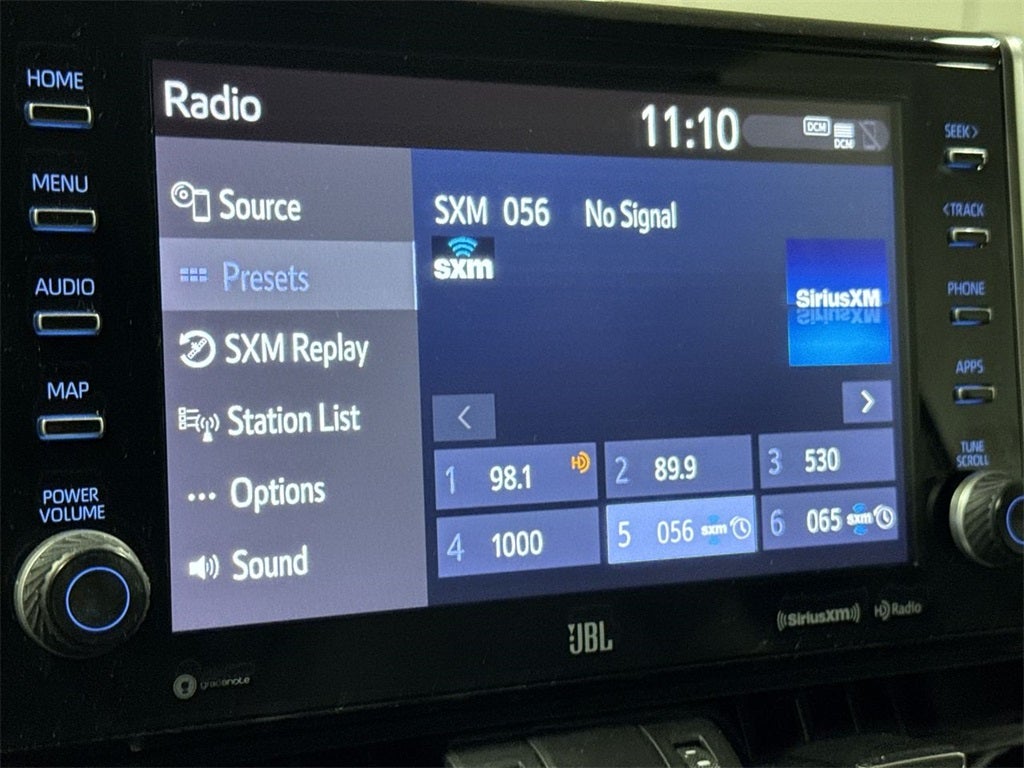 HOME
MENU
AUDIO
MAP
POWER
VOLUME
Radio
11:10
DCM
DCM
Source
Presets
SXM Replay
Station List
Options
Sound
SXM 056 No Signal
sxm
SiriusXM
1 98.1 HD
2 89.9
3 530
4 1000
5 056 sxm
6 065 sxm
SEEK >
< TRACK
PHONE
APPS
TUNE
SCROLL
JBL
((SiriusXM))
HD Radio
gracenote